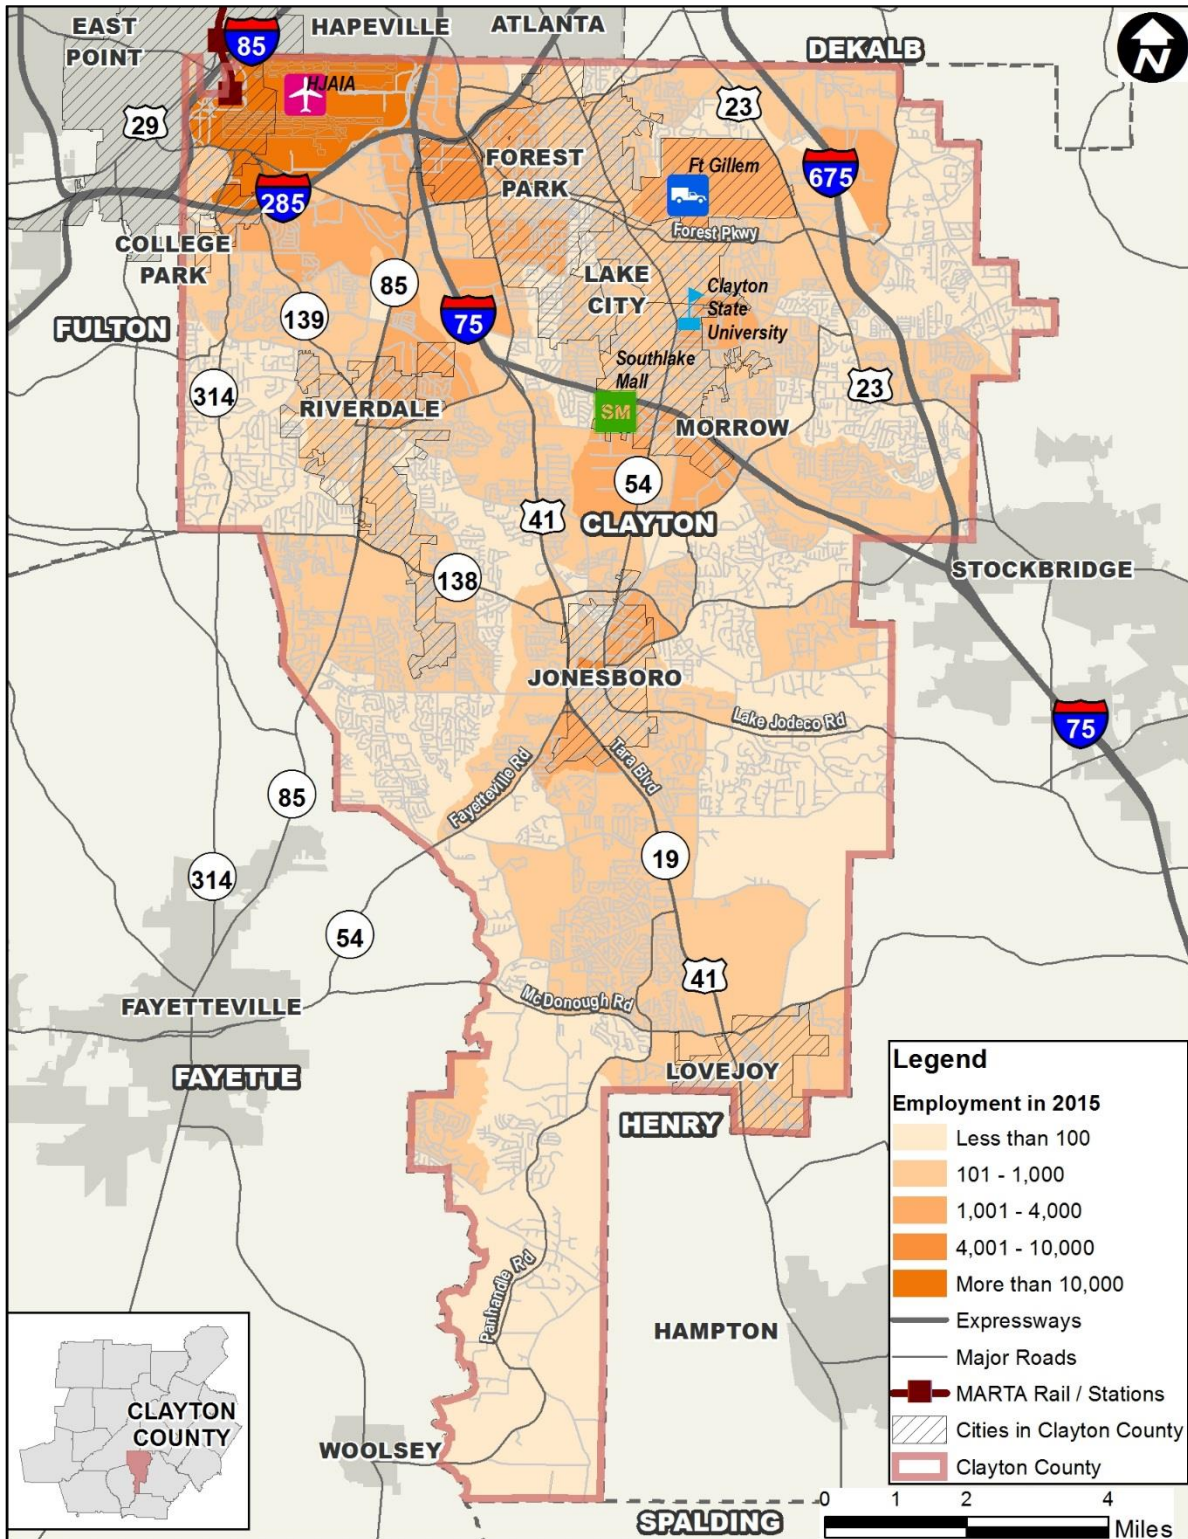 EAST
POINT
85
HAPEVILLE
ATLANTA
DEKALB
N
HJAIA
29
23
FOREST
PARK
Ft Gillem
675
285
Forest Pkwy
COLLEGE
PARK
LAKE
CITY
85
Clayton
State
University
FULTON
139
75
Southlake
Mall
314
23
RIVERDALE
SM
MORROW
54
41
CLAYTON
138
STOCKBRIDGE
JONESBORO
Lake Jodeco Rd
75
Tara Blvd
Fayetteville Rd
85
19
314
54
41
McDonough Rd
FAYETTEVILLE
LOVEJOY
FAYETTE
HENRY
Panhandle Rd
HAMPTON
WOOLSEY
SPALDING
CLAYTON
COUNTY
Legend
Employment in 2015
Less than 100
101 - 1,000
1,001 - 4,000
4,001 - 10,000
More than 10,000
Expressways
Major Roads
MARTA Rail / Stations
Cities in Clayton County
Clayton County
0 1 2 4
Miles